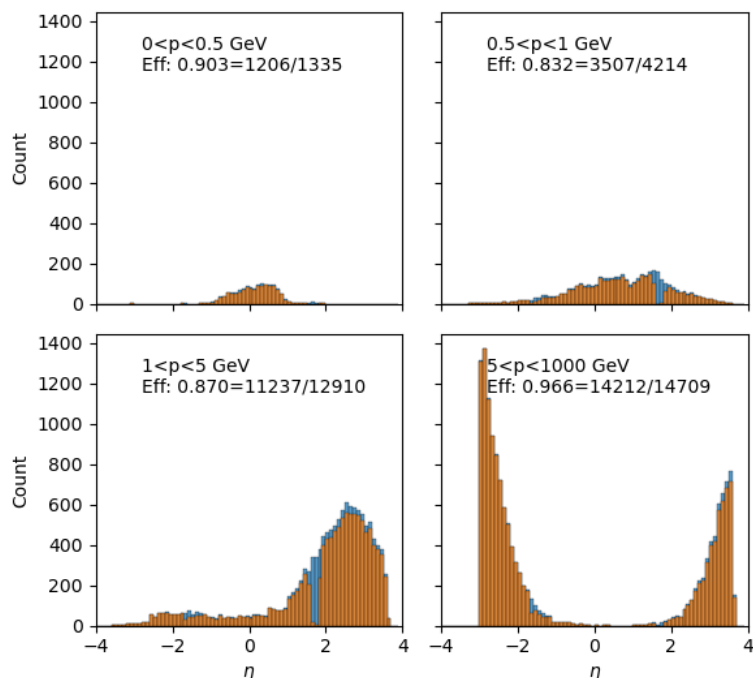 1400
1200
1000
800
600
400
200
0
Count
0<p<0.5 GeV
Eff: 0.903=1206/1335
0.5<p<1 GeV
Eff: 0.832=3507/4214
1400
1200
1000
800
600
400
200
0
Count
1<p<5 GeV
Eff: 0.870=11237/12910
−4 −2 0 2 4
η
5<p<1000 GeV
Eff: 0.966=14212/14709
−4 −2 0 2 4
η